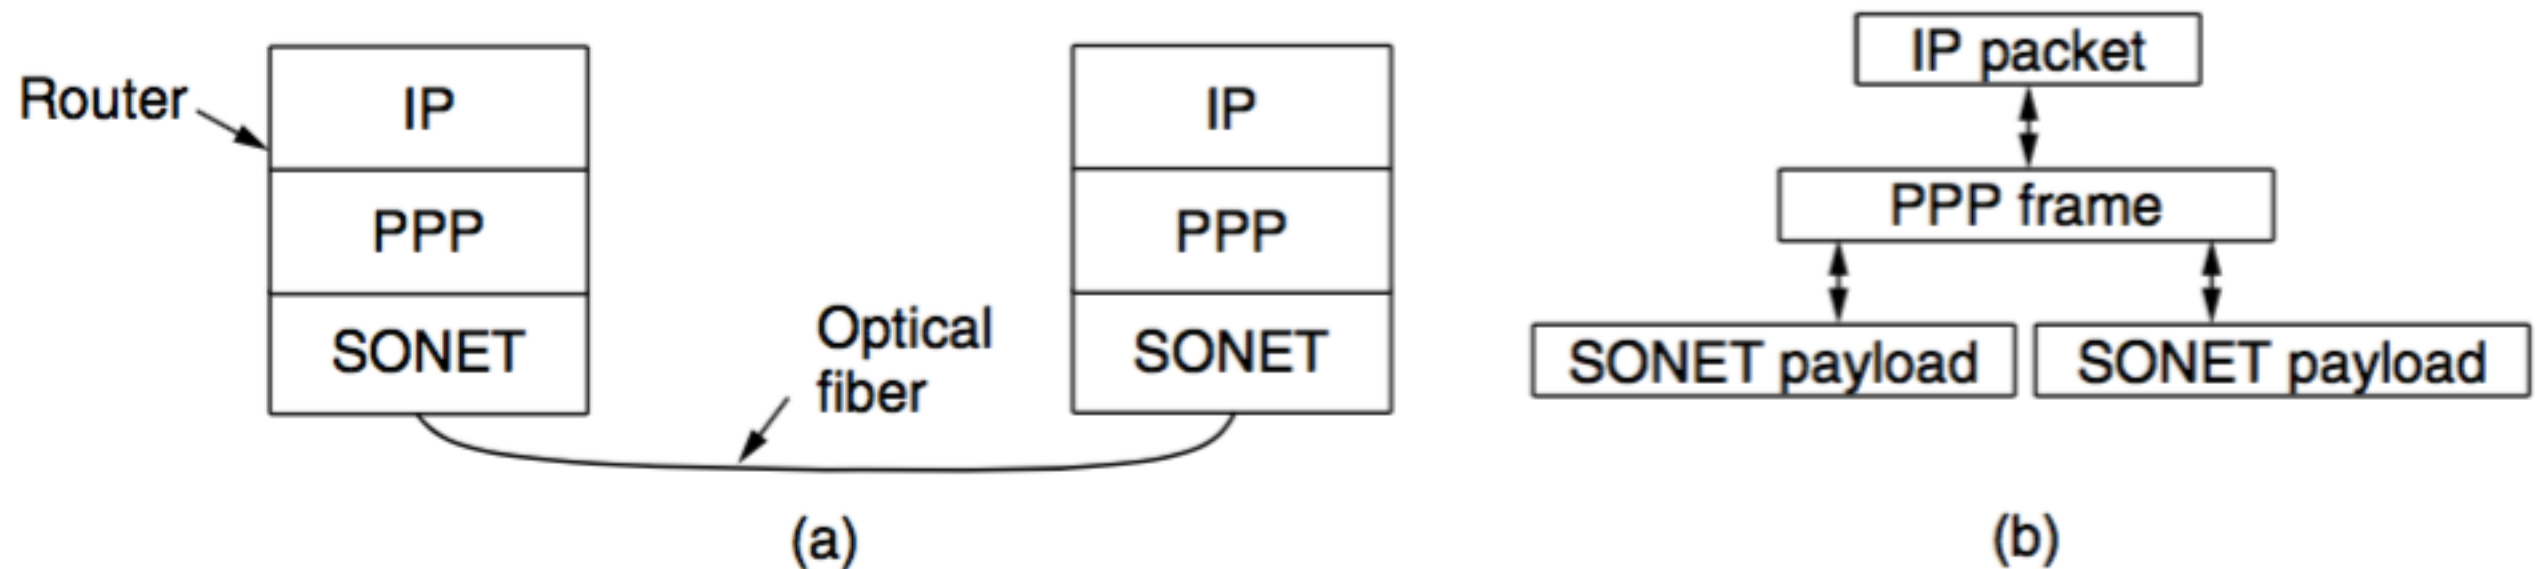 Router
IP
PPP
SONET
Optical
fiber
IP
PPP
SONET
(a)
IP packet
PPP frame
SONET payload
SONET payload
(b)